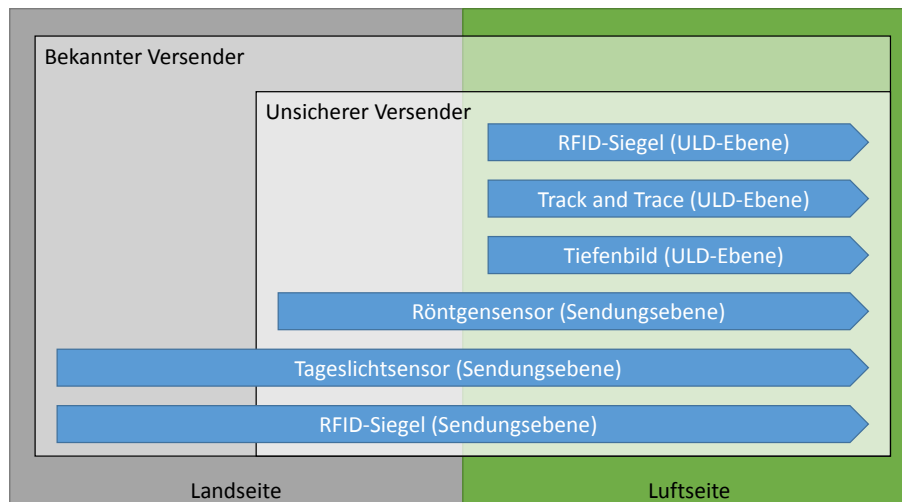 Bekannter Versender
Unsicherer Versender
RFID-Siegel (ULD-Ebene)
Track and Trace (ULD-Ebene)
Tiefenbild (ULD-Ebene)
Röntgensensor (Sendungsebene)
Tageslichtsensor (Sendungsebene)
RFID-Siegel (Sendungsebene)
Landseite
Luftseite